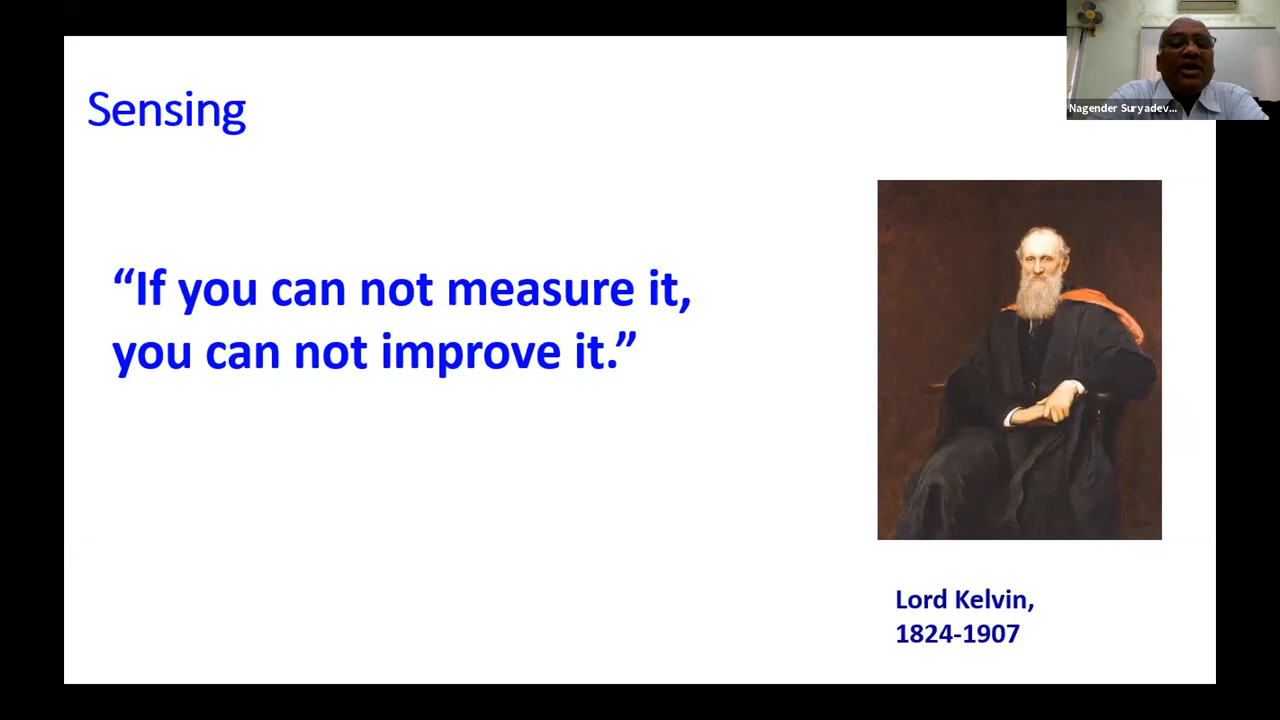 Sensing
Nagender Suryadev...
“If you can not measure it,
you can not improve it.”
Lord Kelvin,
1824-1907